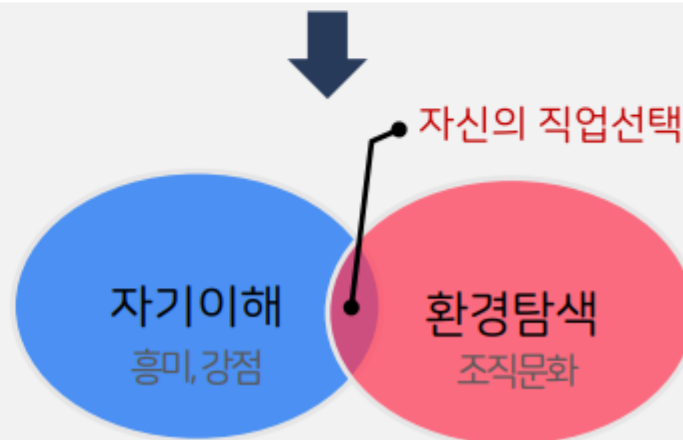 자신의 직업선택
자기이해
흥미, 강점
환경탐색
조직문화